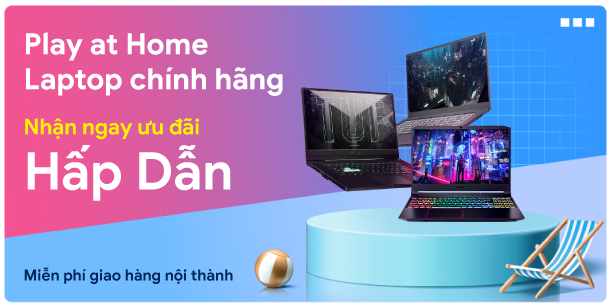 Play at Home
Laptop chính hãng
Nhận ngay ưu đãi
Hấp Dẫn
Miễn phí giao hàng nội thành